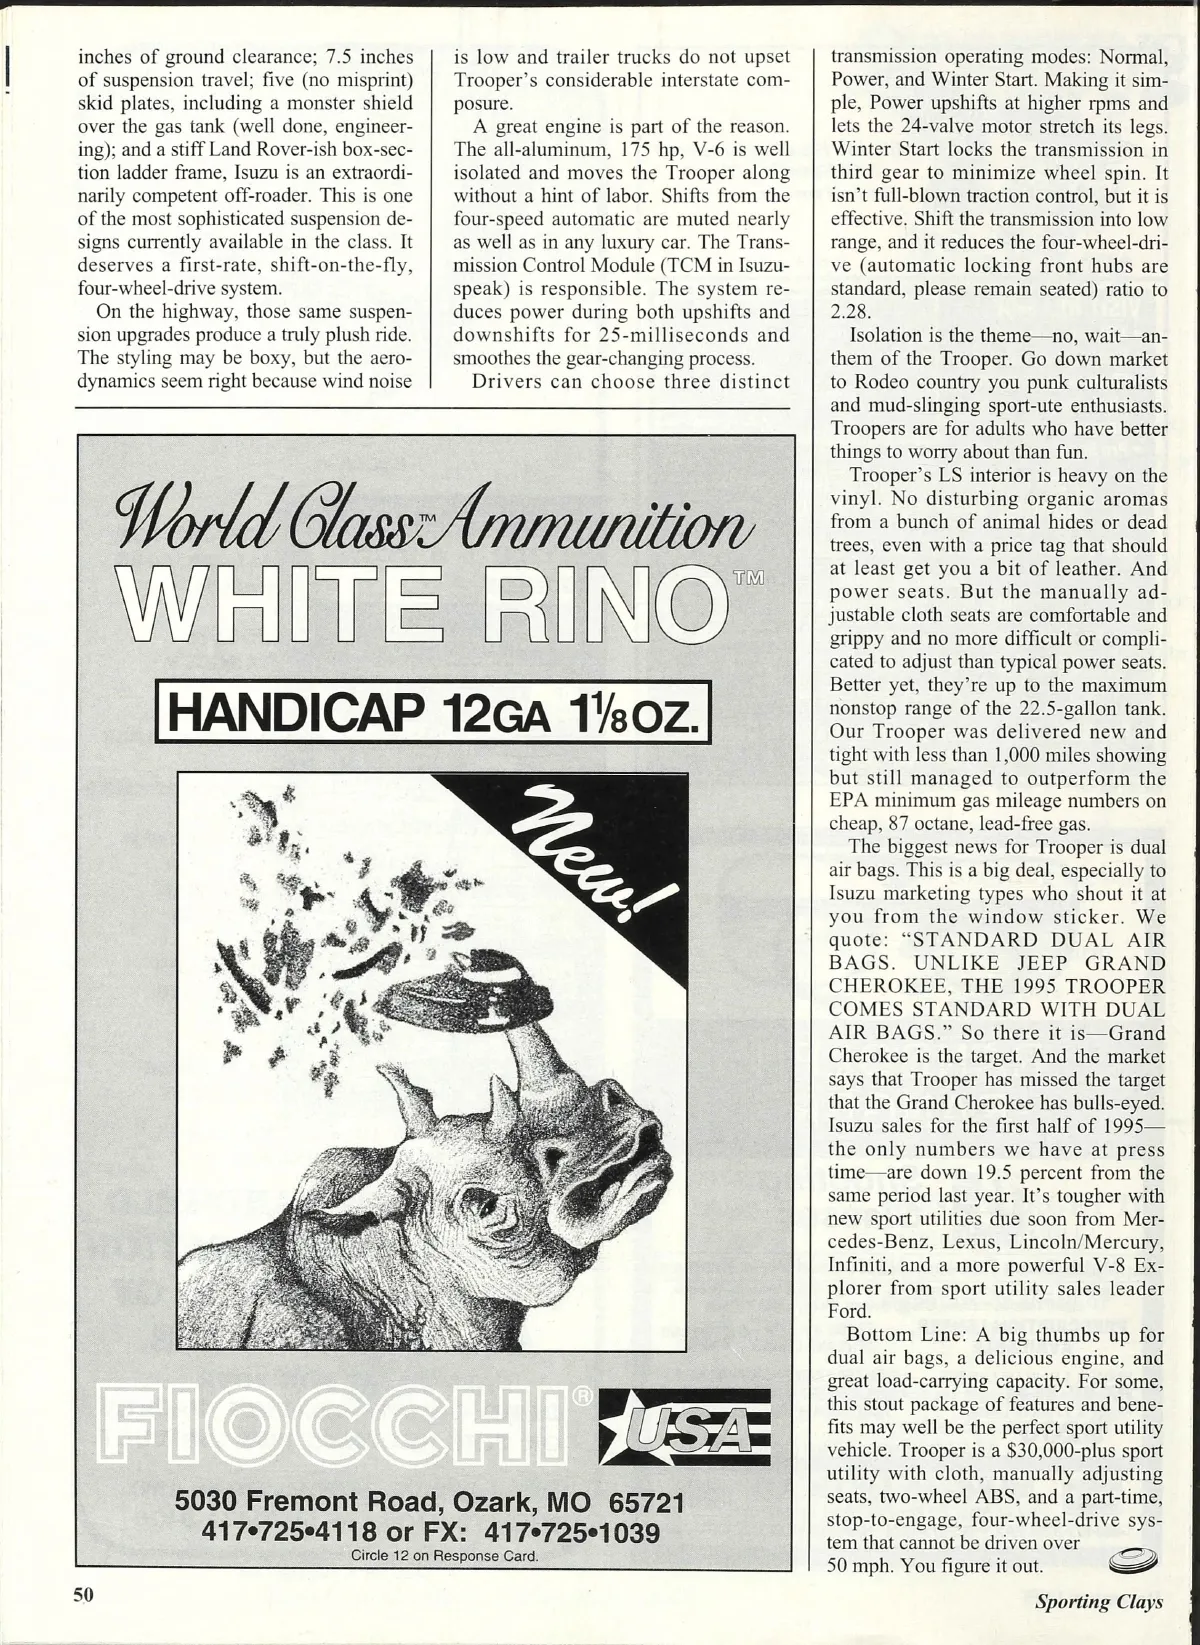 inches of ground clearance; 7.5 inches
of suspension travel; five (no misprint)
skid plates, including a monster shield
over the gas tank (well done, engineer-
ing); and a stiff Land Rover-ish box-sec-
tion ladder frame, Isuzu is an extraordi-
narily competent off-roader. This is one
of the most sophisticated suspension de-
signs currently available in the class. It
deserves a first-rate, shift-on-the-fly,
four-wheel-drive system.
On the highway, those same suspen-
sion upgrades produce a truly plush ride.
The styling may be boxy, but the aero-
dynamics seem right because wind noise
is low and trailer trucks do not upset
Trooper's considerable interstate com-
posure.
A great engine is part of the reason.
The all-aluminum, 175 hp, V-6 is well
isolated and moves the Trooper along
without a hint of labor. Shifts from the
four-speed automatic are muted nearly
as well as in any luxury car. The Trans-
mission Control Module (TCM in Isuzu-
speak) is responsible. The system re-
duces power during both upshifts and
downshifts for 25-milliseconds and
smoothes the gear-changing process.
Drivers can choose three distinct
transmission operating modes: Normal,
Power, and Winter Start. Making it sim-
ple, Power upshifts at higher rpms and
lets the 24-valve motor stretch its legs.
Winter Start locks the transmission in
third gear to minimize wheel spin. It
isn't full-blown traction control, but it is
effective. Shift the transmission into low
range, and it reduces the four-wheel-dri-
ve (automatic locking front hubs are
standard, please remain seated) ratio to
2.28.
Isolation is the theme—no, wait—an-
them of the Trooper. Go down market
to Rodeo country you punk culturalists
and mud-slinging sport-ute enthusiasts.
Troopers are for adults who have better
things to worry about than fun.
Trooper's LS interior is heavy on the
vinyl. No disturbing organic aromas
from a bunch of animal hides or dead
trees, even with a price tag that should
at least get you a bit of leather. And
power seats. But the manually ad-
justable cloth seats are comfortable and
grippy and no more difficult or compli-
cated to adjust than typical power seats.
Better yet, they're up to the maximum
nonstop range of the 22.5-gallon tank.
Our Trooper was delivered new and
tight with less than 1,000 miles showing
but still managed to outperform the
EPA minimum gas mileage numbers on
cheap, 87 octane, lead-free gas.
The biggest news for Trooper is dual
air bags. This is a big deal, especially to
Isuzu marketing types who shout it at
you from the window sticker. We
quote: “STANDARD DUAL AIR
BAGS. UNLIKE JEEP GRAND
CHEROKEE, THE 1995 TROOPER
COMES STANDARD WITH DUAL
AIR BAGS.” So there it is—Grand
Cherokee is the target. And the market
says that Trooper has missed the target
that the Grand Cherokee has bulls-eyed.
Isuzu sales for the first half of 1995—
the only numbers we have at press
time—are down 19.5 percent from the
same period last year. It's tougher with
new sport utilities due soon from Mer-
cedes-Benz, Lexus, Lincoln/Mercury,
Infiniti, and a more powerful V-8 Ex-
plorer from sport utility sales leader
Ford.
Bottom Line: A big thumbs up for
dual air bags, a delicious engine, and
great load-carrying capacity. For some,
this stout package of features and bene-
fits may well be the perfect sport utility
vehicle. Trooper is a $30,000-plus sport
utility with cloth, manually adjusting
seats, two-wheel ABS, and a part-time,
stop-to-engage, four-wheel-drive sys-
tem that cannot be driven over
50 mph. You figure it out.
World Class™ Ammunition
WHITE RINO™
HANDICAP 12GA 1⅛OZ.
New!
FIOCCHI® USA
5030 Fremont Road, Ozark, MO 65721
417•725•4118 or FX: 417•725•1039
Circle 12 on Response Card.
50
Sporting Clays